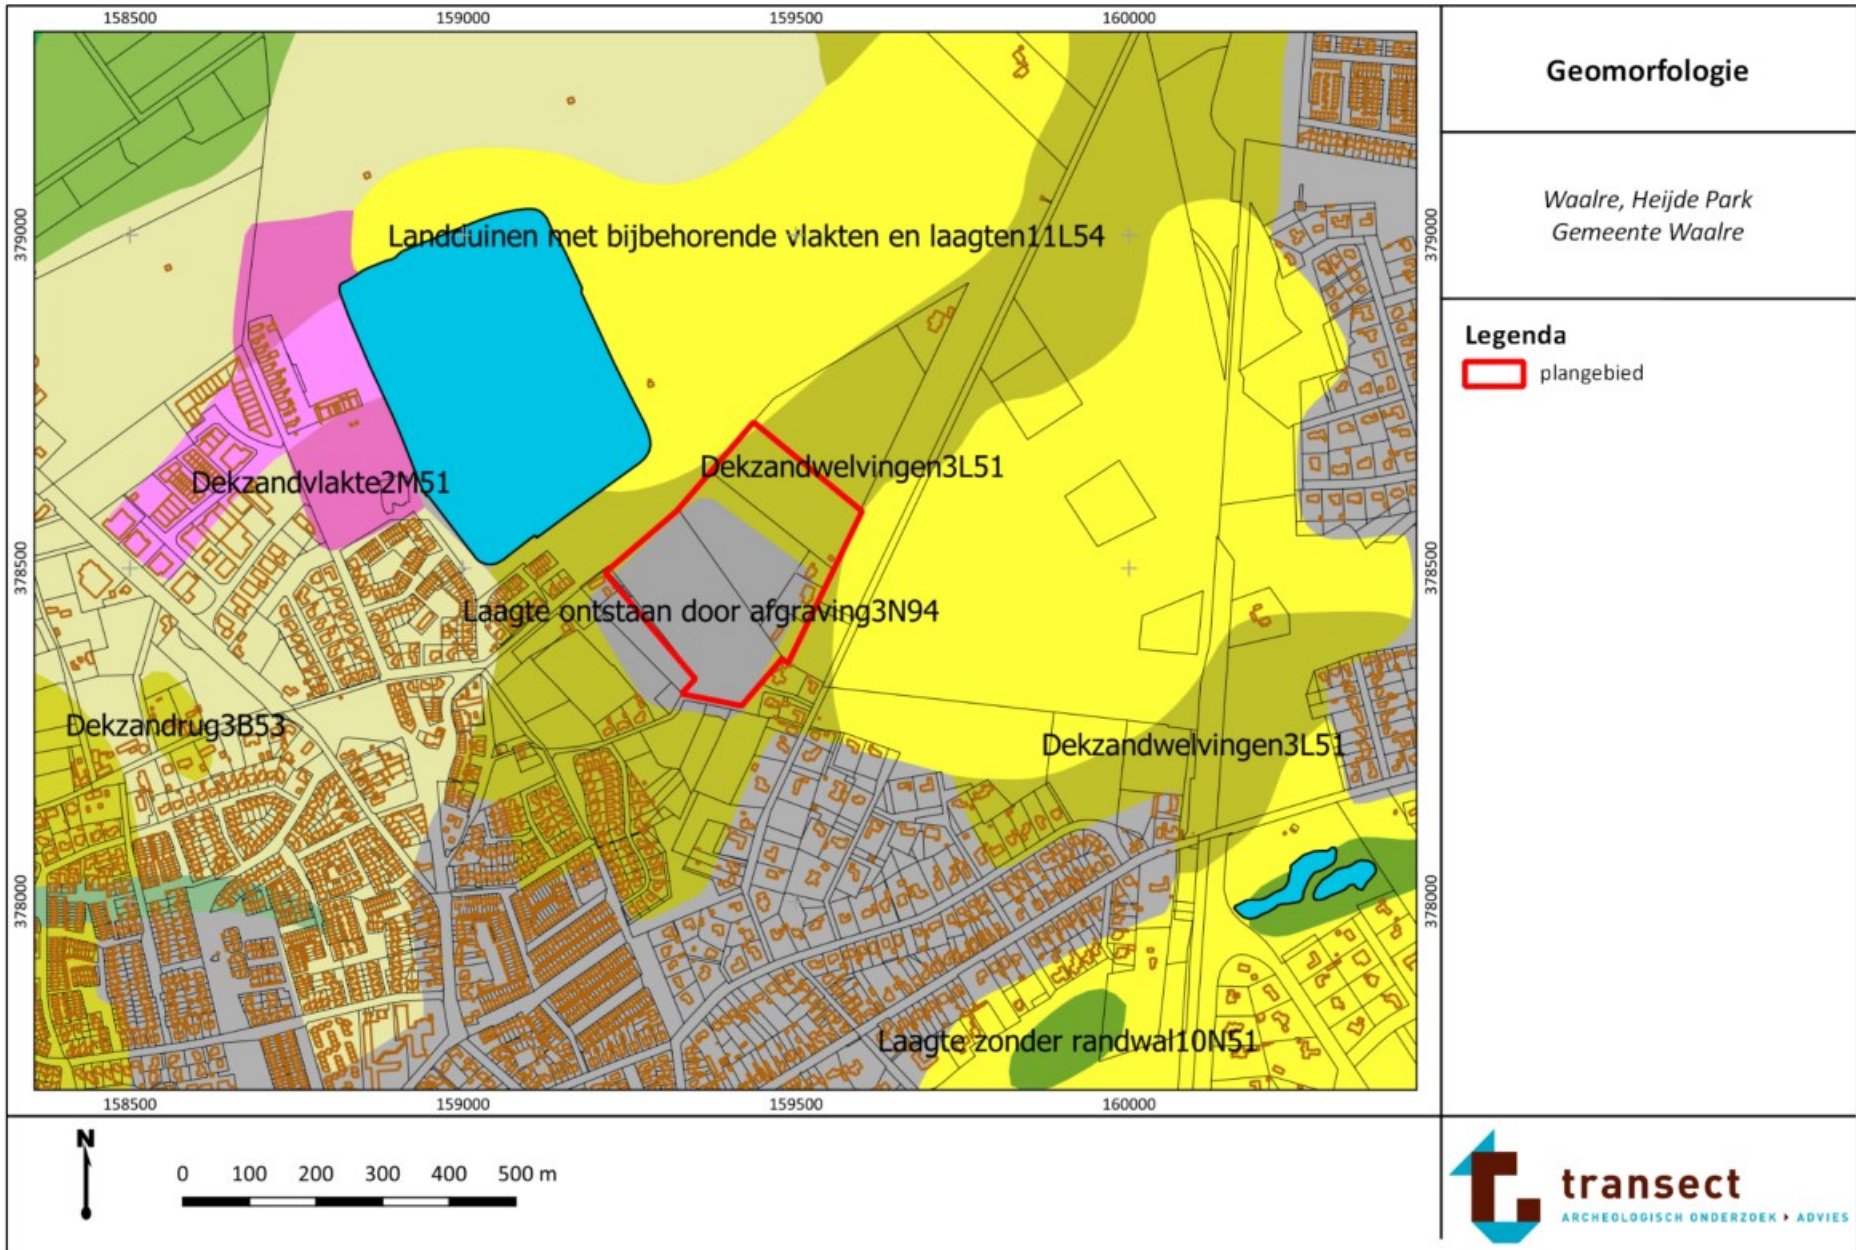 158500 159000 159500 160000
Geomorfologie
Waalre, Heijde Park
Gemeente Waalre
Legenda
plangebied
379000
379000
Landduinen met bijbehorende vlakten en laagten11L54
Dekzandwelvingen3L51
Dekzandvlakte2M51
378500
378500
Laagte ontstaan door afgraving3N94
Dekzandrug3B53
Dekzandwelvingen3L51
378000
378000
Laagte zonder randwal10N51
158500 159000 159500 160000
N
0 100 200 300 400 500 m
transect
ARCHEOLOGISCH ONDERZOEK ▸ ADVIES